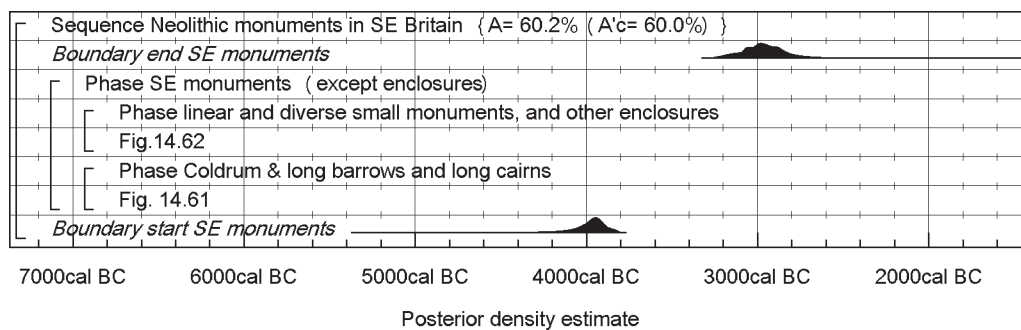 Sequence Neolithic monuments in SE Britain { A= 60.2% ( A'c= 60.0%) }
Boundary end SE monuments
Phase SE monuments ( except enclosures)
Phase linear and diverse small monuments, and other enclosures
Fig.14.62
Phase Coldrum & long barrows and long cairns
Fig. 14.61
Boundary start SE monuments
7000cal BC 6000cal BC 5000cal BC 4000cal BC 3000cal BC 2000cal BC
Posterior density estimate